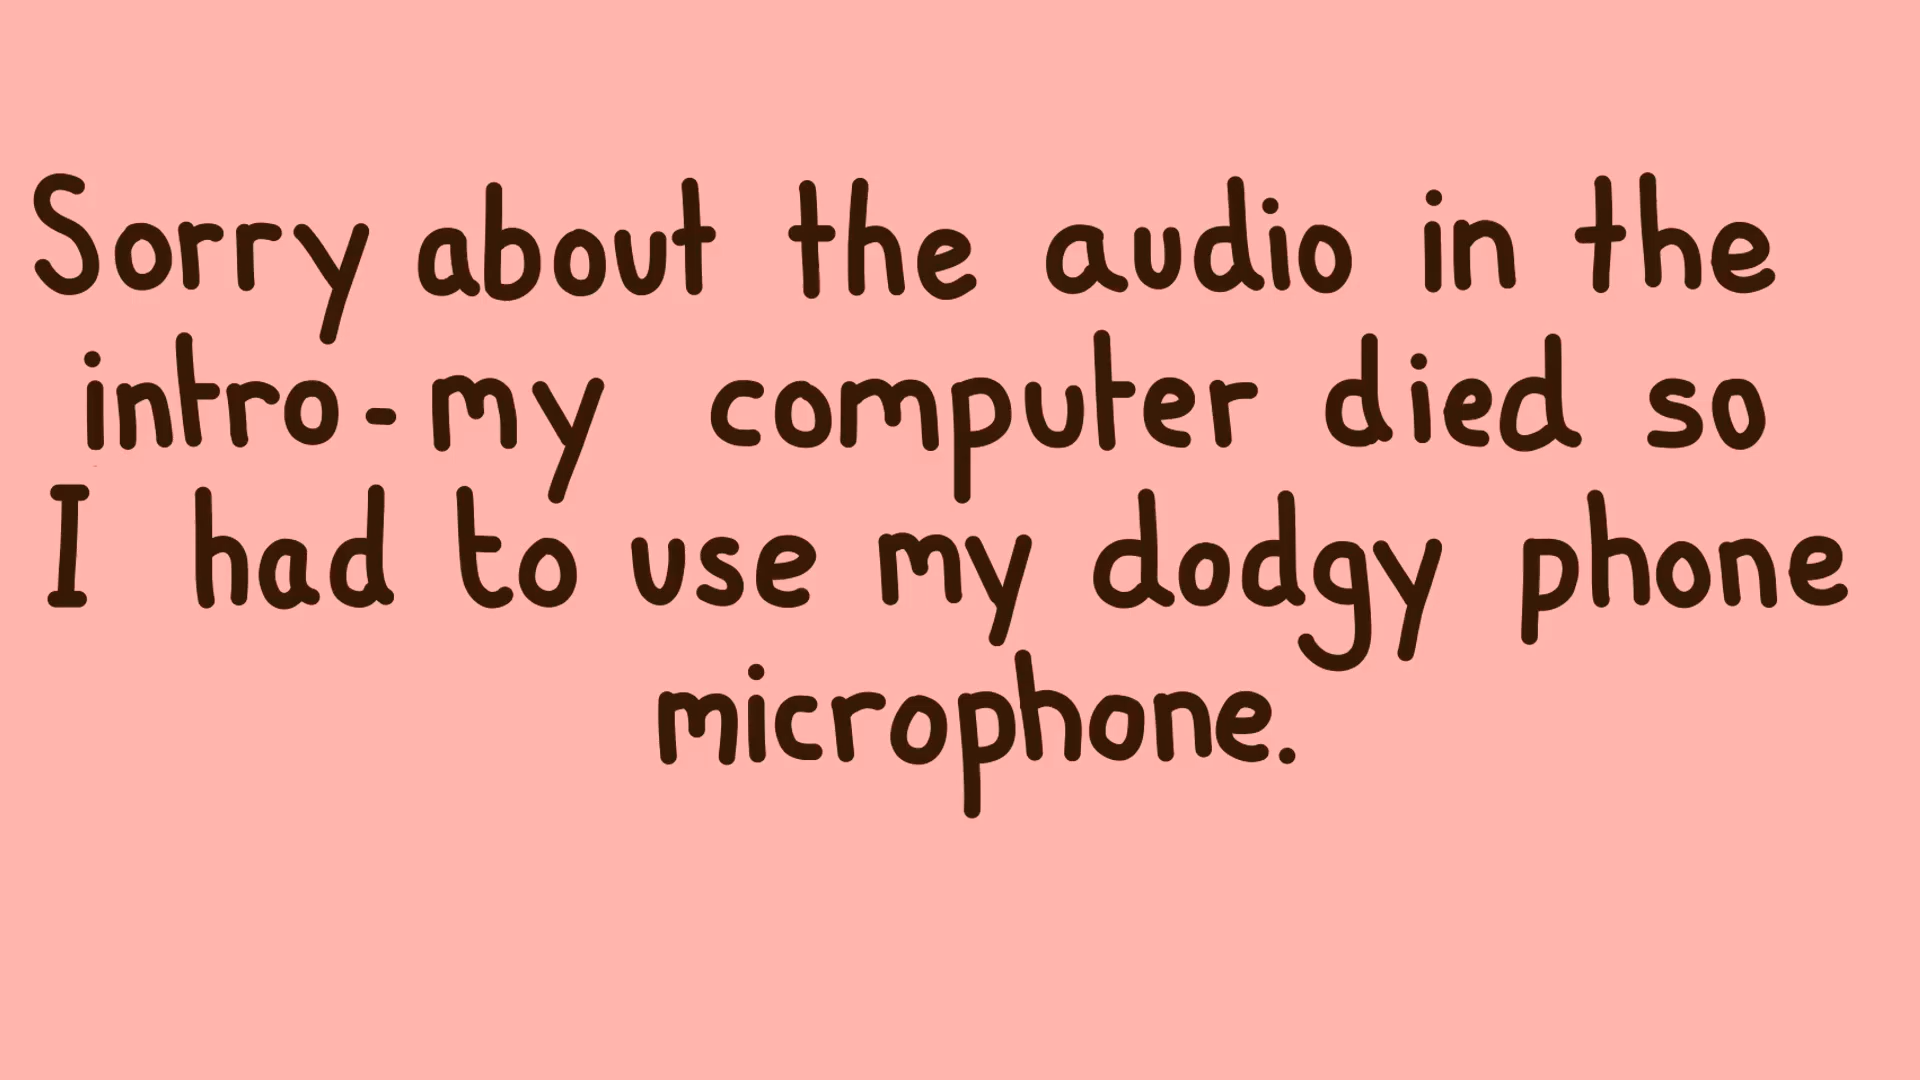 Sorry about the audio in the
intro-my computer died so
I had to use my dodgy phone
microphone.